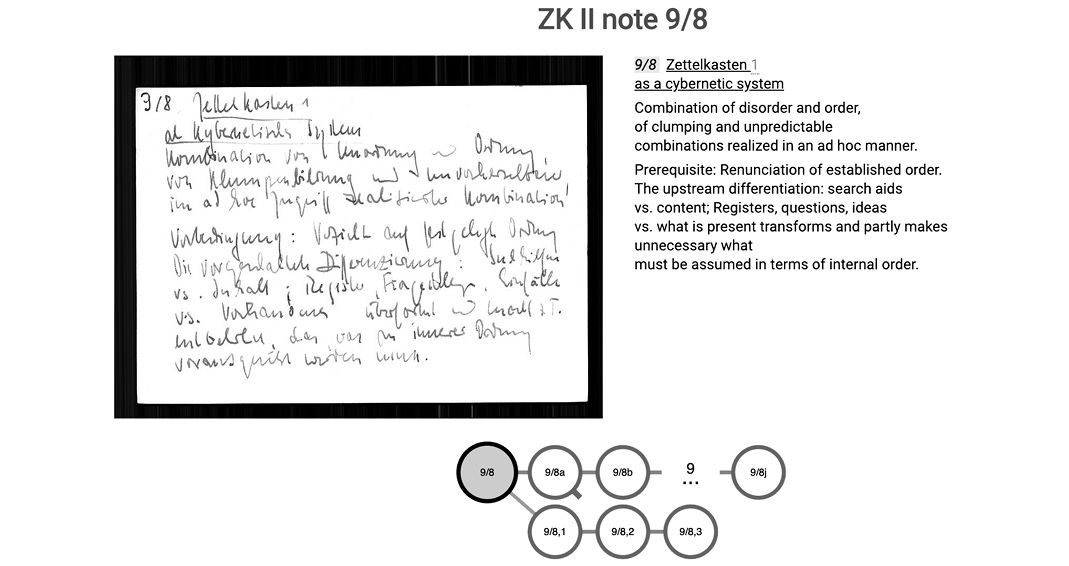 ZK II note 9/8
9/8 Zettelkasten 1
als kybernetisches System
Kombination von Unordnung und Ordnung,
von Klumpenbildung und unvorhersehbarer
im ad hoc Zugriff realisierter Kombination
Vorbedingung: Verzicht auf festgelegte Ordnung
Die vorgeschaltete Differenzierung: Suchhilfen
vs. Inhalt; Register, Fragestellungen, Einfälle
vs. Vorhandenes überformt und macht z.T.
entbehrlich, das, was an innerer Ordnung
vorausgesetzt werden muß.
9/8 Zettelkasten 1
as a cybernetic system
Combination of disorder and order,
of clumping and unpredictable
combinations realized in an ad hoc manner.
Prerequisite: Renunciation of established order.
The upstream differentiation: search aids
vs. content; Registers, questions, ideas
vs. what is present transforms and partly makes
unnecessary what
must be assumed in terms of internal order.
9/8 9/8a 9/8b 9 ... 9/8j
9/8,1 9/8,2 9/8,3